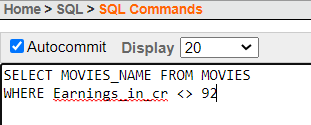 Home > SQL > SQL Commands
Autocommit Display 20
SELECT MOVIES_NAME FROM MOVIES
WHERE Earnings_in_cr <> 92